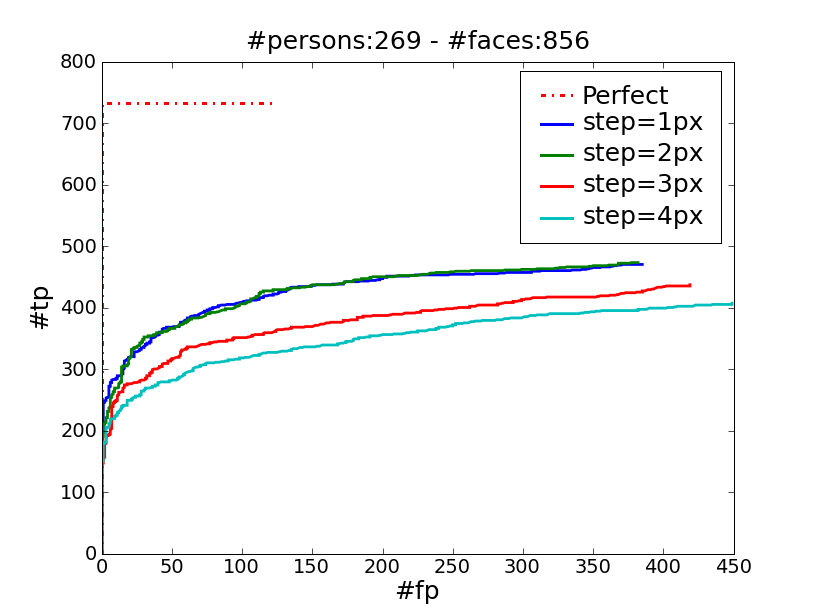 #persons:269 - #faces:856
800
700
600
500
400
300
200
100
0
#tp
Perfect
step=1px
step=2px
step=3px
step=4px
0 50 100 150 200 250 300 350 400 450
#fp